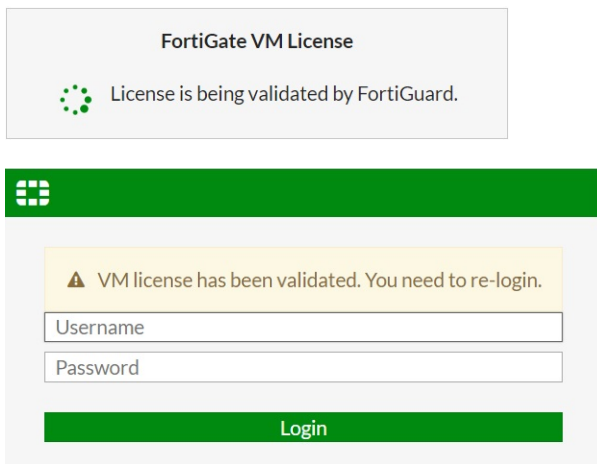 FortiGate VM License
License is being validated by FortiGuard.
VM license has been validated. You need to re-login.
Username
Password
Login